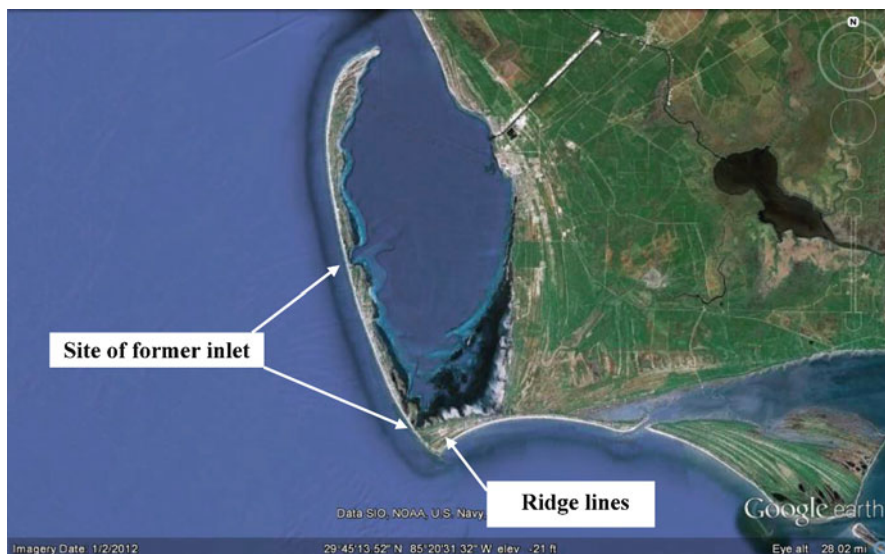 N
Site of former inlet
Ridge lines
Data SIO, NOAA, U.S. Navy,
Google earth
Imagery Date: 1/2/2012 29°45'13.52" N 85°20'31.32" W elev -21 ft Eye alt 28.02 mi